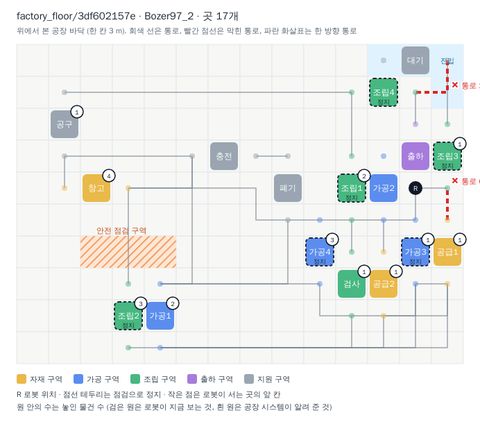 factory_floor/3df602157e · Bozer97_2 · 곳 17개
위에서 본 공장 바닥 (한 칸 3 m). 회색 선은 통로, 빨간 점선은 막힌 통로, 파란 화살표는 한 방향 통로
대기
진입
조립4
정지
✕ 통로
공구
1
충전
출하
조립3
정지
1
창고
4
폐기
조립1
정지
2
가공2
R
✕ 통로
안전 점검 구역
가공4
정지
3
가공3
정지
1
공급1
1
검사
1
공급2
1
조립2
정지
3
가공1
2
자재 구역
가공 구역
조립 구역
출하 구역
지원 구역
R 로봇 위치 · 점선 테두리는 점검으로 정지 · 작은 점은 로봇이 서는 곳의 앞 칸
원 안의 수는 놓인 물건 수 (검은 원은 로봇이 지금 보는 것, 흰 원은 공장 시스템이 알려 준 것)